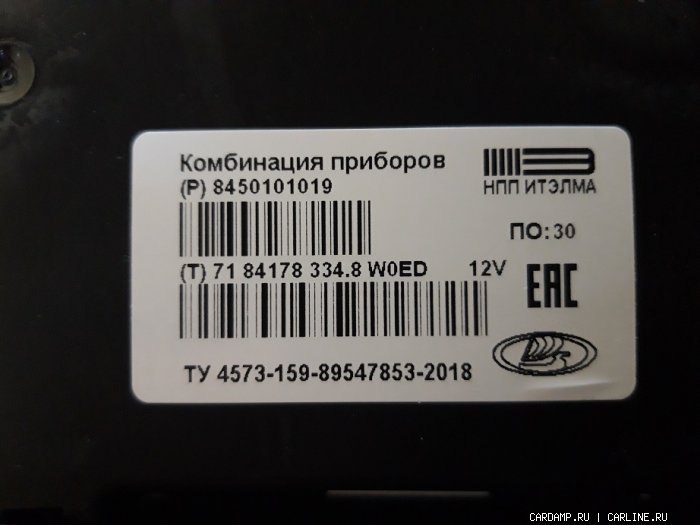 Комбинация приборов
(P) 8450101019
НПП ИТЭЛМА
ПО: 30
(T) 71 84178 334.8 W0ED 12V
EAC
ТУ 4573-159-89547853-2018
CARDAMP.RU | CARLINE.RU